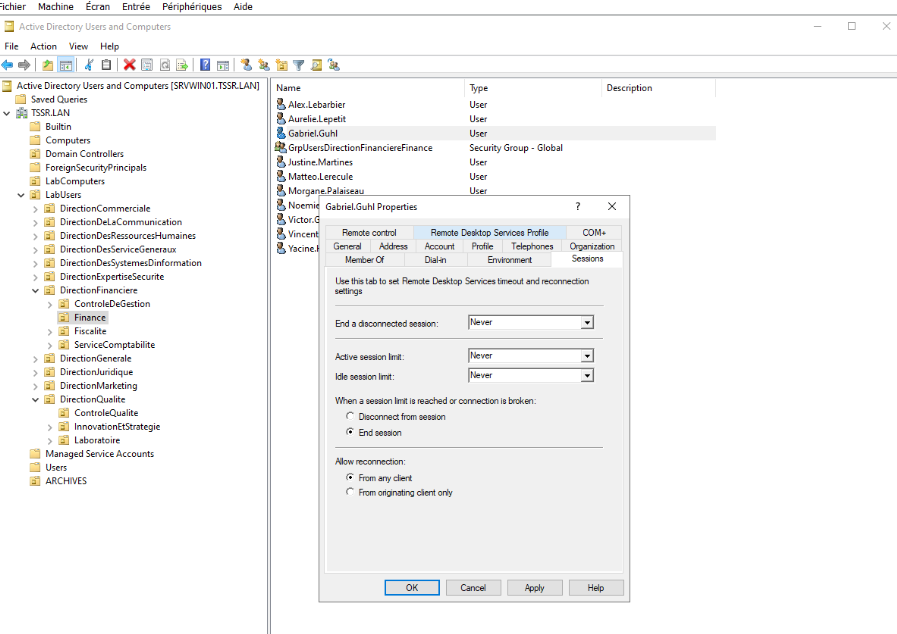 Fichier Machine Écran Entrée Périphériques Aide
Active Directory Users and Computers
File Action View Help
Active Directory Users and Computers [SRVWIN01.TSSR.LAN]
Saved Queries
TSSR.LAN
Builtin
Computers
Domain Controllers
ForeignSecurityPrincipals
LabComputers
LabUsers
DirectionCommerciale
DirectionDeLaCommunication
DirectionDesRessourcesHumaines
DirectionDesServiceGeneraux
DirectionDesSystemesDinformation
DirectionExpertiseSecurite
DirectionFinanciere
ControleDeGestion
Finance
Fiscalite
ServiceComptabilite
DirectionGenerale
DirectionJuridique
DirectionMarketing
DirectionQualite
ControleQualite
InnovationEtStrategie
Laboratoire
Managed Service Accounts
Users
ARCHIVES
Name Type Description
Alex.Lebarbier User
Aurelie.Lepetit User
Gabriel.Guhl User
GrpUsersDirectionFinanciereFinance Security Group - Global
Justine.Martines User
Matteo.Lerecule User
Morgane.Palaiseau User
Noemie
Victor.G
Vincent
Yacine.
Gabriel.Guhl Properties
? ×
Remote control Remote Desktop Services Profile COM+
General Address Account Profile Telephones Organization
Member Of Dial-in Environment Sessions
Use this tab to set Remote Desktop Services timeout and reconnection
settings
End a disconnected session: Never
Active session limit: Never
Idle session limit: Never
When a session limit is reached or connection is broken:
Disconnect from session
End session
Allow reconnection:
From any client
From originating client only
OK Cancel Apply Help